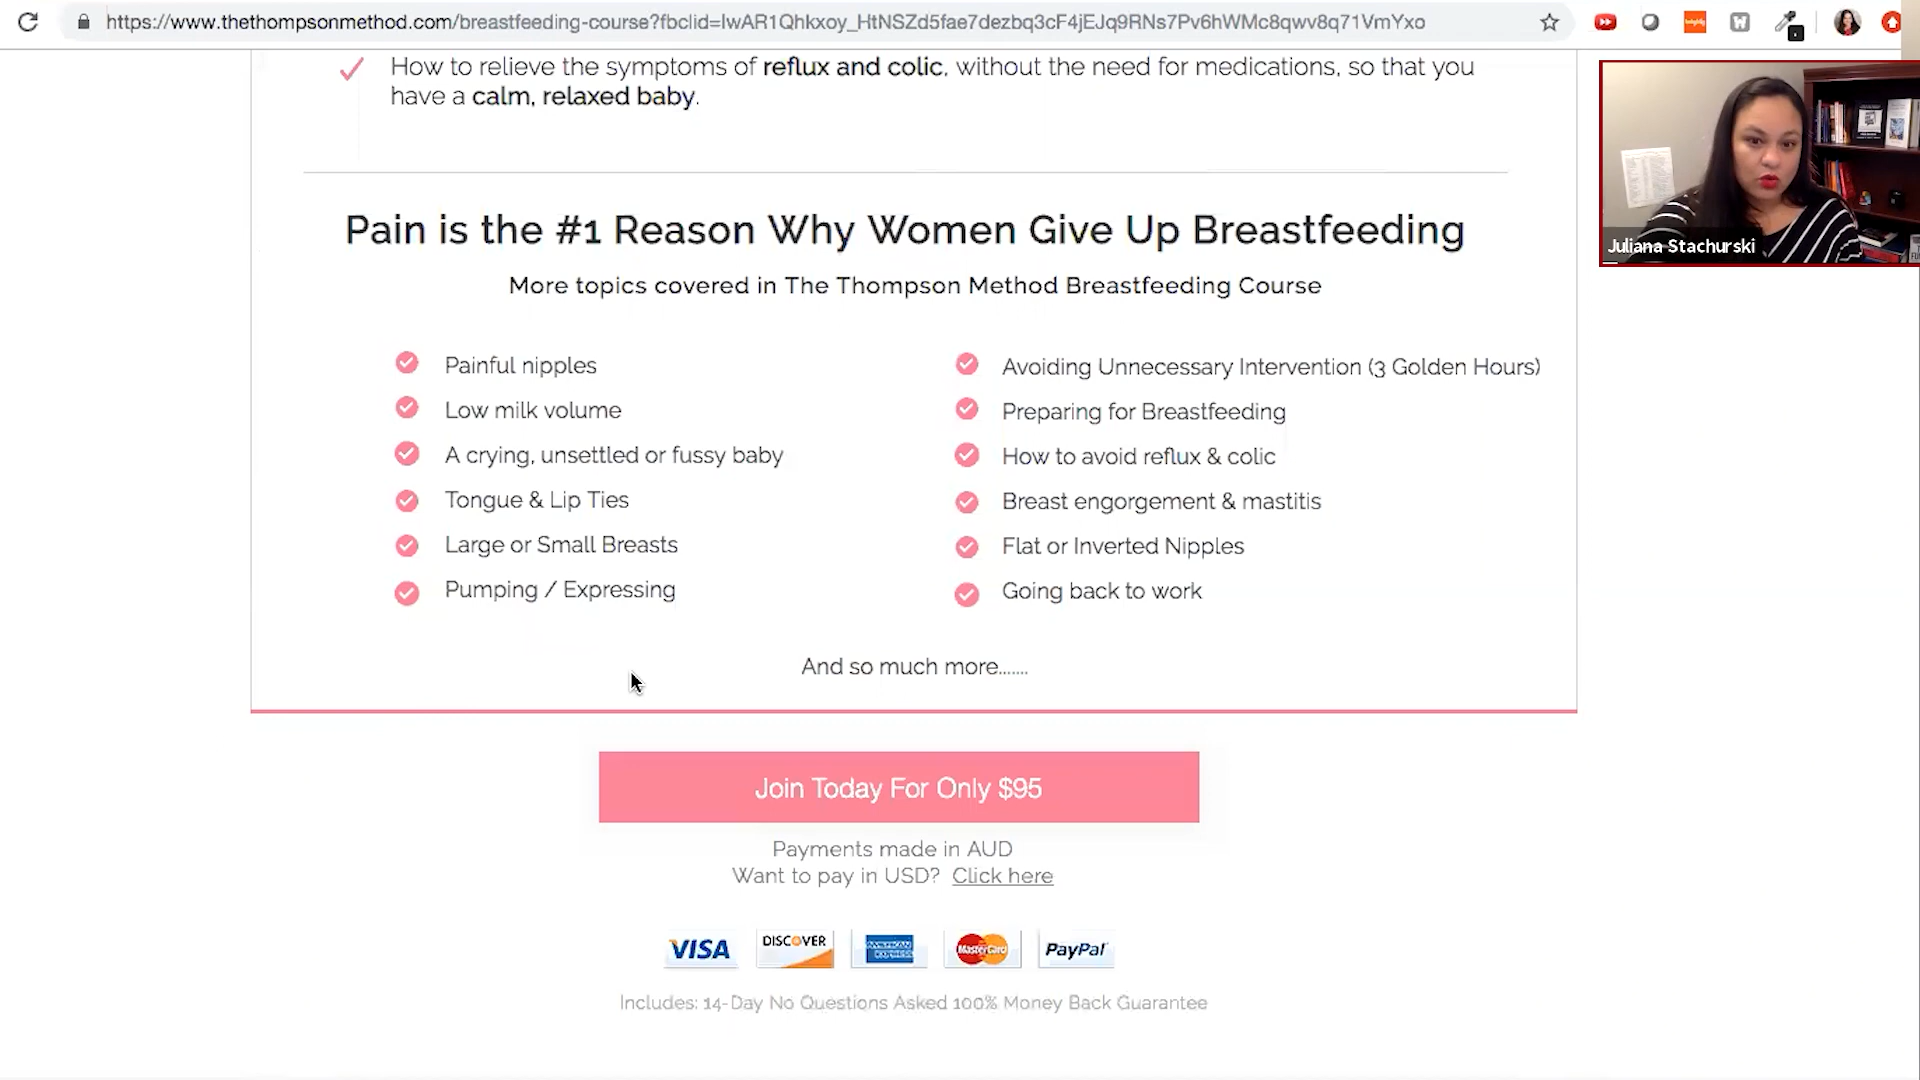 https://www.thethompsonmethod.com/breastfeeding-course?fbclid=IwAR1Qhkxoy_HtNSZd5fae7dezbq3cF4jEJq9RNs7Pv6hWMc8qwv8q71VmYxo
How to relieve the symptoms of reflux and colic, without the need for medications, so that you
have a calm, relaxed baby.
Juliana Stachurski
Pain is the #1 Reason Why Women Give Up Breastfeeding
More topics covered in The Thompson Method Breastfeeding Course
Painful nipples
Low milk volume
A crying, unsettled or fussy baby
Tongue & Lip Ties
Large or Small Breasts
Pumping / Expressing
Avoiding Unnecessary Intervention (3 Golden Hours)
Preparing for Breastfeeding
How to avoid reflux & colic
Breast engorgement & mastitis
Flat or Inverted Nipples
Going back to work
And so much more.......
Join Today For Only $95
Payments made in AUD
Want to pay in USD? Click here
VISA
DISCOVER
AMERICAN EXPRESS
MasterCard
PayPal
Includes: 14-Day No Questions Asked 100% Money Back Guarantee